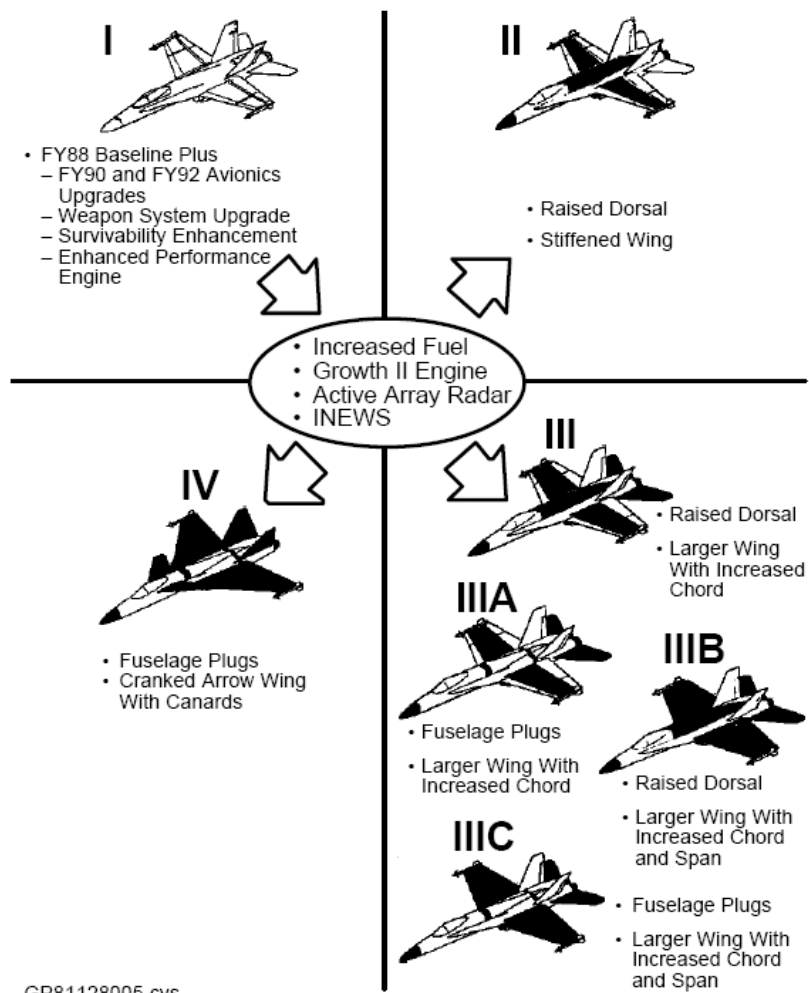 I
• FY88 Baseline Plus
– FY90 and FY92 Avionics
Upgrades
– Weapon System Upgrade
– Survivability Enhancement
– Enhanced Performance
Engine
II
• Raised Dorsal
• Stiffened Wing
• Increased Fuel
• Growth II Engine
• Active Array Radar
• INEWS
IV
• Fuselage Plugs
• Cranked Arrow Wing
With Canards
III
• Raised Dorsal
• Larger Wing
With Increased
Chord
IIIA
• Fuselage Plugs
• Larger Wing With
Increased Chord
IIIB
• Raised Dorsal
• Larger Wing With
Increased Chord
and Span
IIIC
• Fuselage Plugs
• Larger Wing With
Increased Chord
and Span
GP81128005.cvs